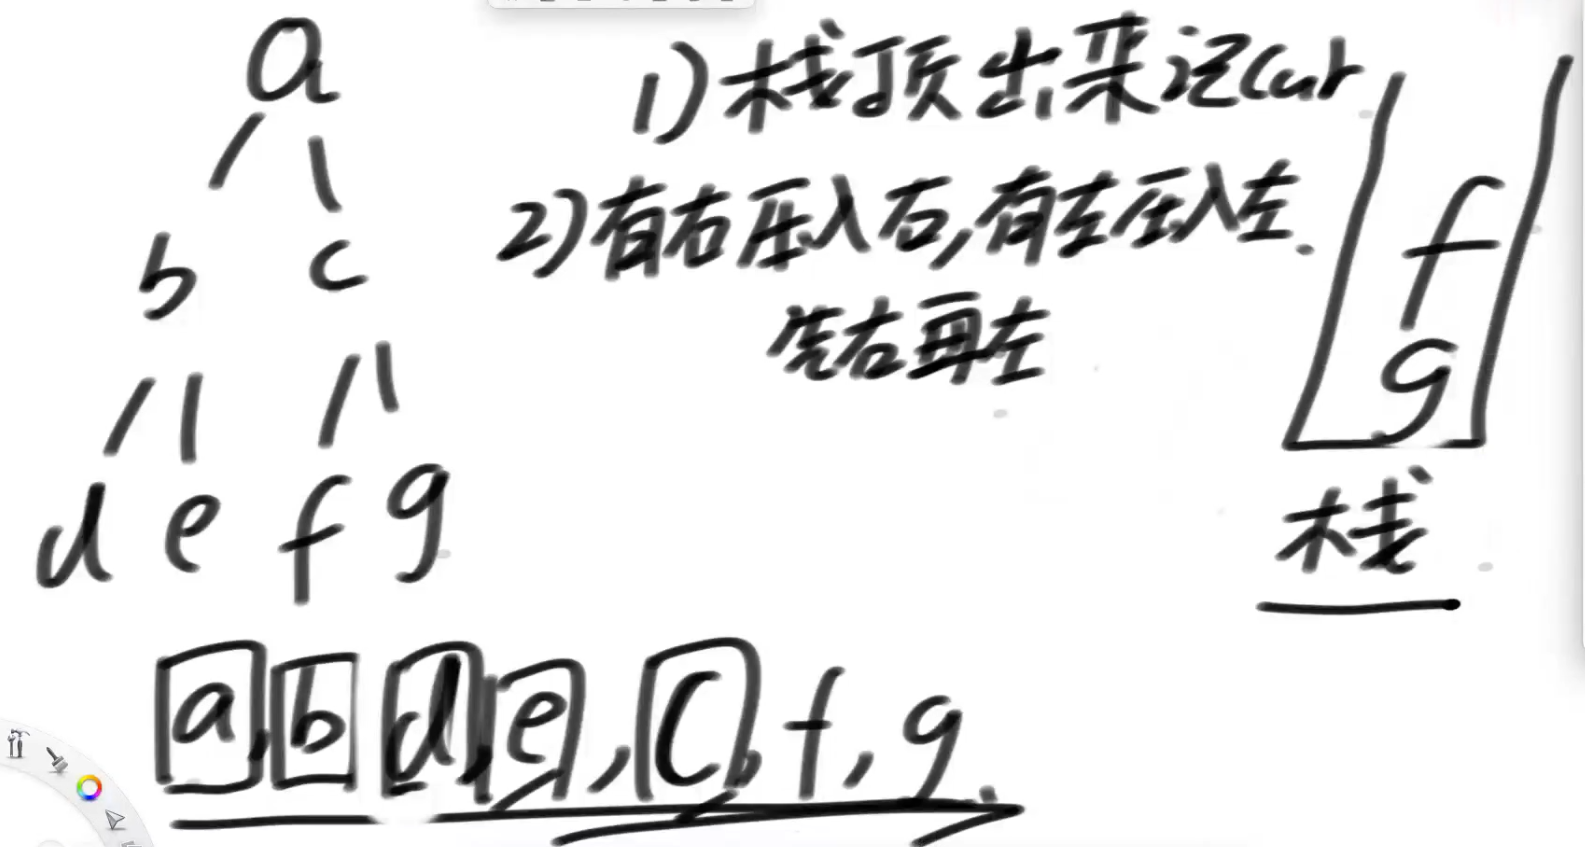 a
b c
d e f g
1)栈顶出来记Cur
2)有右压入右,有左压入左.
先右再左
f
g
栈
a,b d,e,C,f,g.